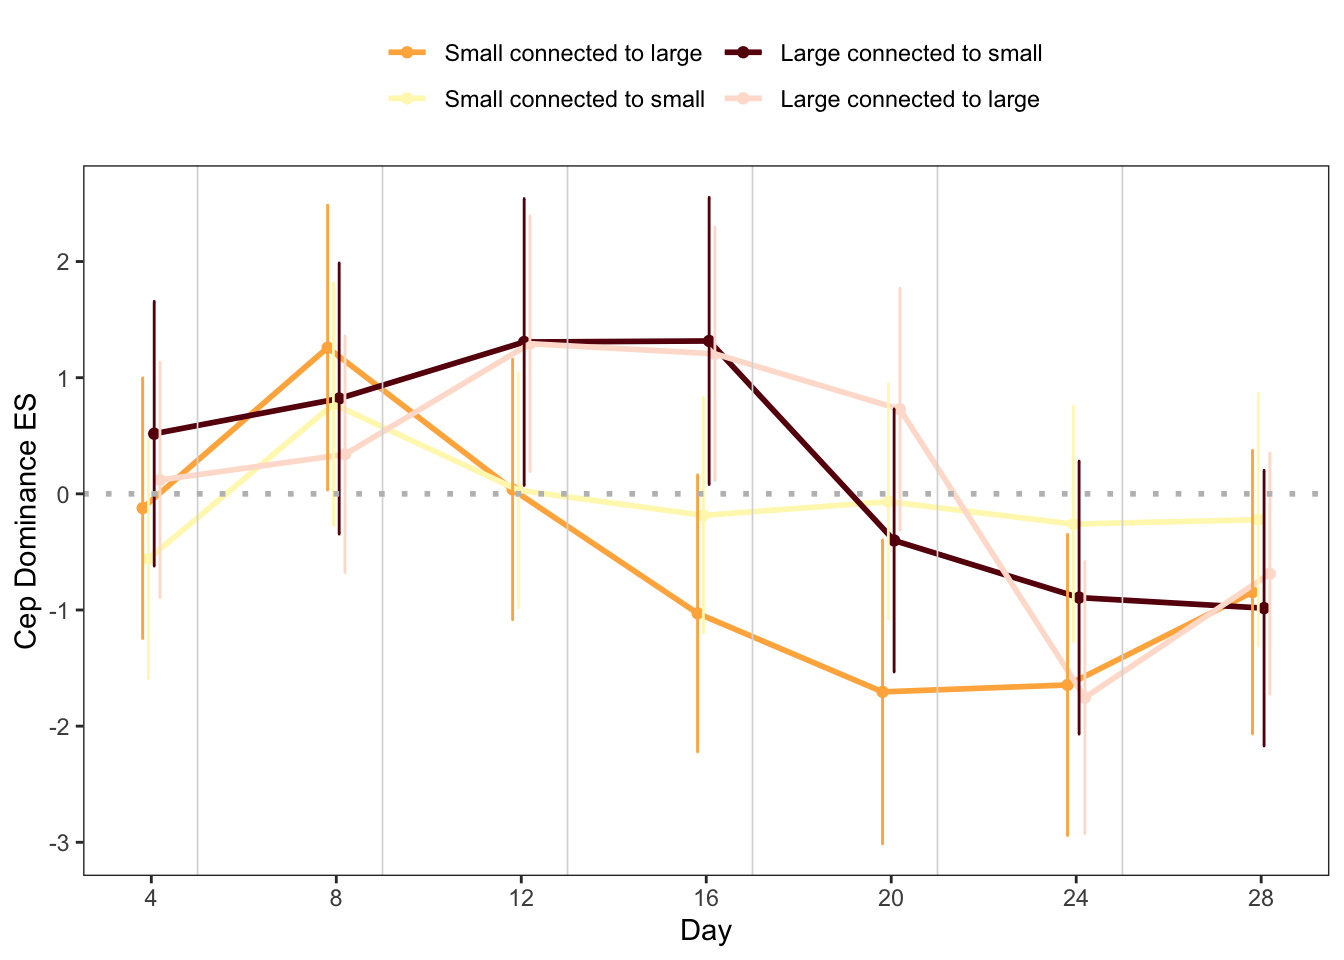 Small connected to large
Large connected to small
Small connected to small
Large connected to large
Cep Dominance ES
2
1
0
-1
-2
-3
4 8 12 16 20 24 28
Day